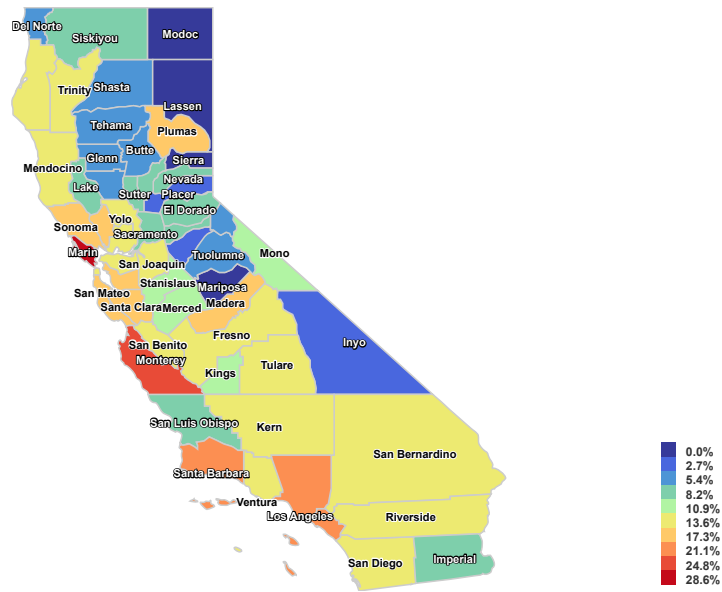 Del Norte
Siskiyou
Modoc
Trinity
Shasta
Lassen
Tehama
Plumas
Butte
Glenn
Sierra
Mendocino
Nevada
Lake
Sutter
Placer
El Dorado
Yolo
Sonoma
Sacramento
Marin
Mono
Tuolumne
San Joaquin
Stanislaus
Mariposa
San Mateo
Madera
Santa Clara
Merced
Fresno
San Benito
Inyo
Monterey
Tulare
Kings
San Luis Obispo
Kern
San Bernardino
Santa Barbara
Ventura
Los Angeles
Riverside
San Diego
Imperial
0.0%
2.7%
5.4%
8.2%
10.9%
13.6%
17.3%
21.1%
24.8%
28.6%